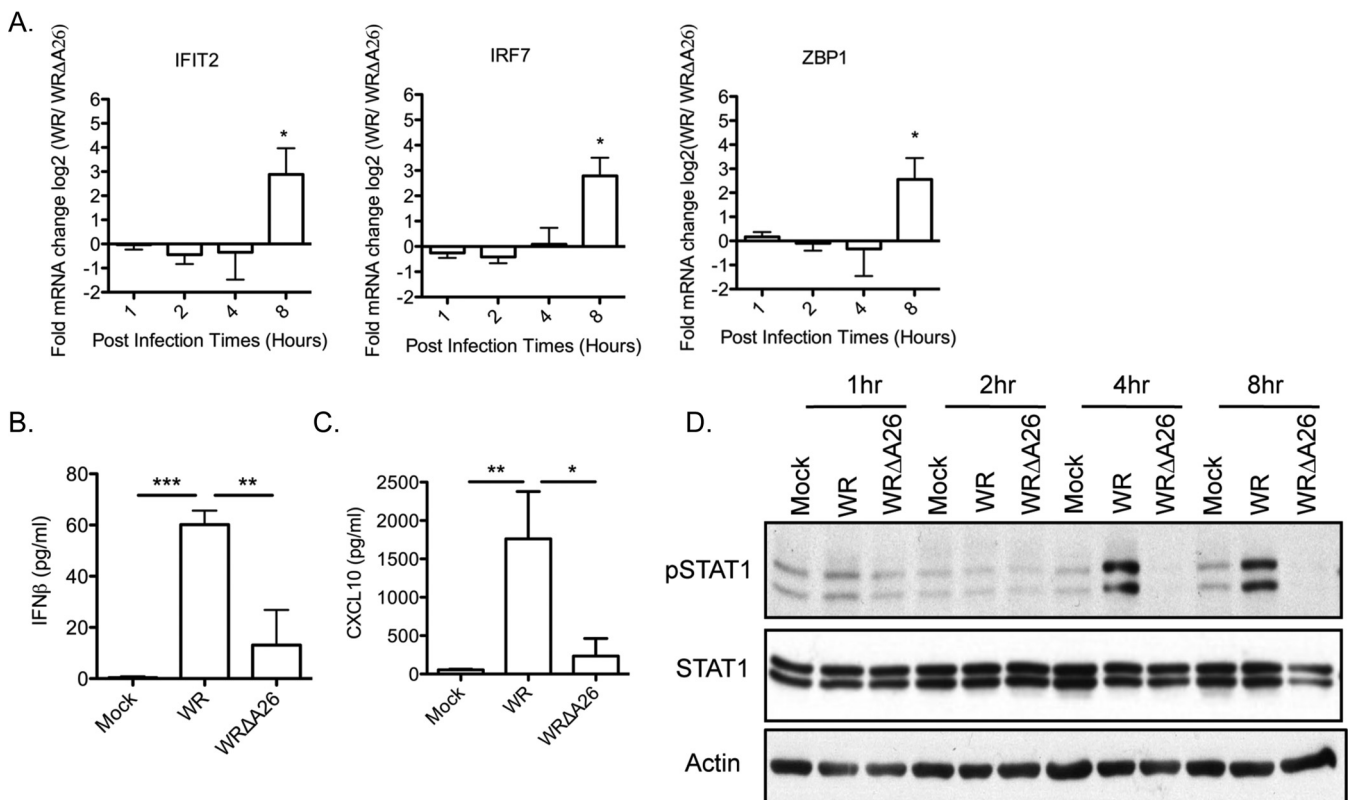 A.
IFIT2
Fold mRNA change log2 (WR/ WRΔA26)
6
5
4
3
2
1
0
-1
-2
*
1
2
4
8
Post Infection Times (Hours)
IRF7
Fold mRNA change log2 (WR/ WRΔA26)
6
5
4
3
2
1
0
-1
-2
*
1
2
4
8
Post Infection Times (Hours)
ZBP1
Fold mRNA change log2(WR/ WRΔA26)
6
5
4
3
2
1
0
-1
-2
*
1
2
4
8
Post Infection Times (Hours)
B.
IFNβ (pg/ml)
80
60
40
20
0
***
**
Mock
WR
WRΔA26
C.
CXCL10 (pg/ml)
2500
2000
1500
1000
500
0
**
*
Mock
WR
WRΔA26
D.
1hr
2hr
4hr
8hr
Mock
WR
WRΔA26
Mock
WR
WRΔA26
Mock
WR
WRΔA26
Mock
WR
WRΔA26
pSTAT1
STAT1
Actin